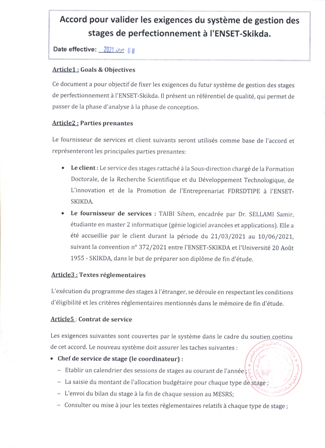 Accord pour valider les exigences du système de gestion des
stages de perfectionnement à l'ENSET-Skikda.
Date effective:
Article1 : Goals & Objectives
Ce document a pour objectif de fixer les exigences du futur système de gestion des stages
de perfectionnement à l'ENSET-Skikda. Il présent un référentiel de qualité, qui permet de
passer de la phase d'analyse à la phase de conception.
Article2 : Parties prenantes
Le fournisseur de services et client suivants seront utilisés comme base de l'accord et
représenteront les principales parties prenantes:
• Le client : Le service des stages rattaché à la Sous-direction chargé de la Formation
Doctorale, de la Recherche Scientifique et du Développement Technologique, de
L'innovation et de la Promotion de l'Entreprenariat FDRSDTIPE à l'ENSET-
SKIKDA.
• Le fournisseur de services : TAIBI Sihem, encadrée par Dr. SELLAMI Samir,
étudiante en master 2 informatique (génie logiciel avancées et applications). Elle a
été accueillie par le client durant la période du 21/03/2021 au 10/06/2021,
suivant la convention n° 372/2021 entre l'ENSET-SKIKDA et l'Université 20 Août
1955 - SKIKDA, dans le but de préparer son diplôme de fin d'étude.
Article3 : Textes réglementaires
L'exécution du programme des stages à l'étranger, se déroule en respectant les conditions
d'éligibilité et les critères réglementaires mentionnés dans le mémoire de fin d'étude.
Article5 : Contrat de service
Les exigences suivantes sont couvertes par le système dans le cadre du soutien continu
de cet accord. Le nouveau système doit assurer les taches suivantes :
• Chef de service de stage (le coordinateur) :
– Etablir un calendrier des sessions de stages au courant de l'année;
– La saisie du montant de l'allocation budgétaire pour chaque type de stage ;
– L'envoi du bilan du stage à la fin de chaque session au MESRS;
– Consulter ou mise à jour les textes réglementaires relatifs à chaque type de stage ;